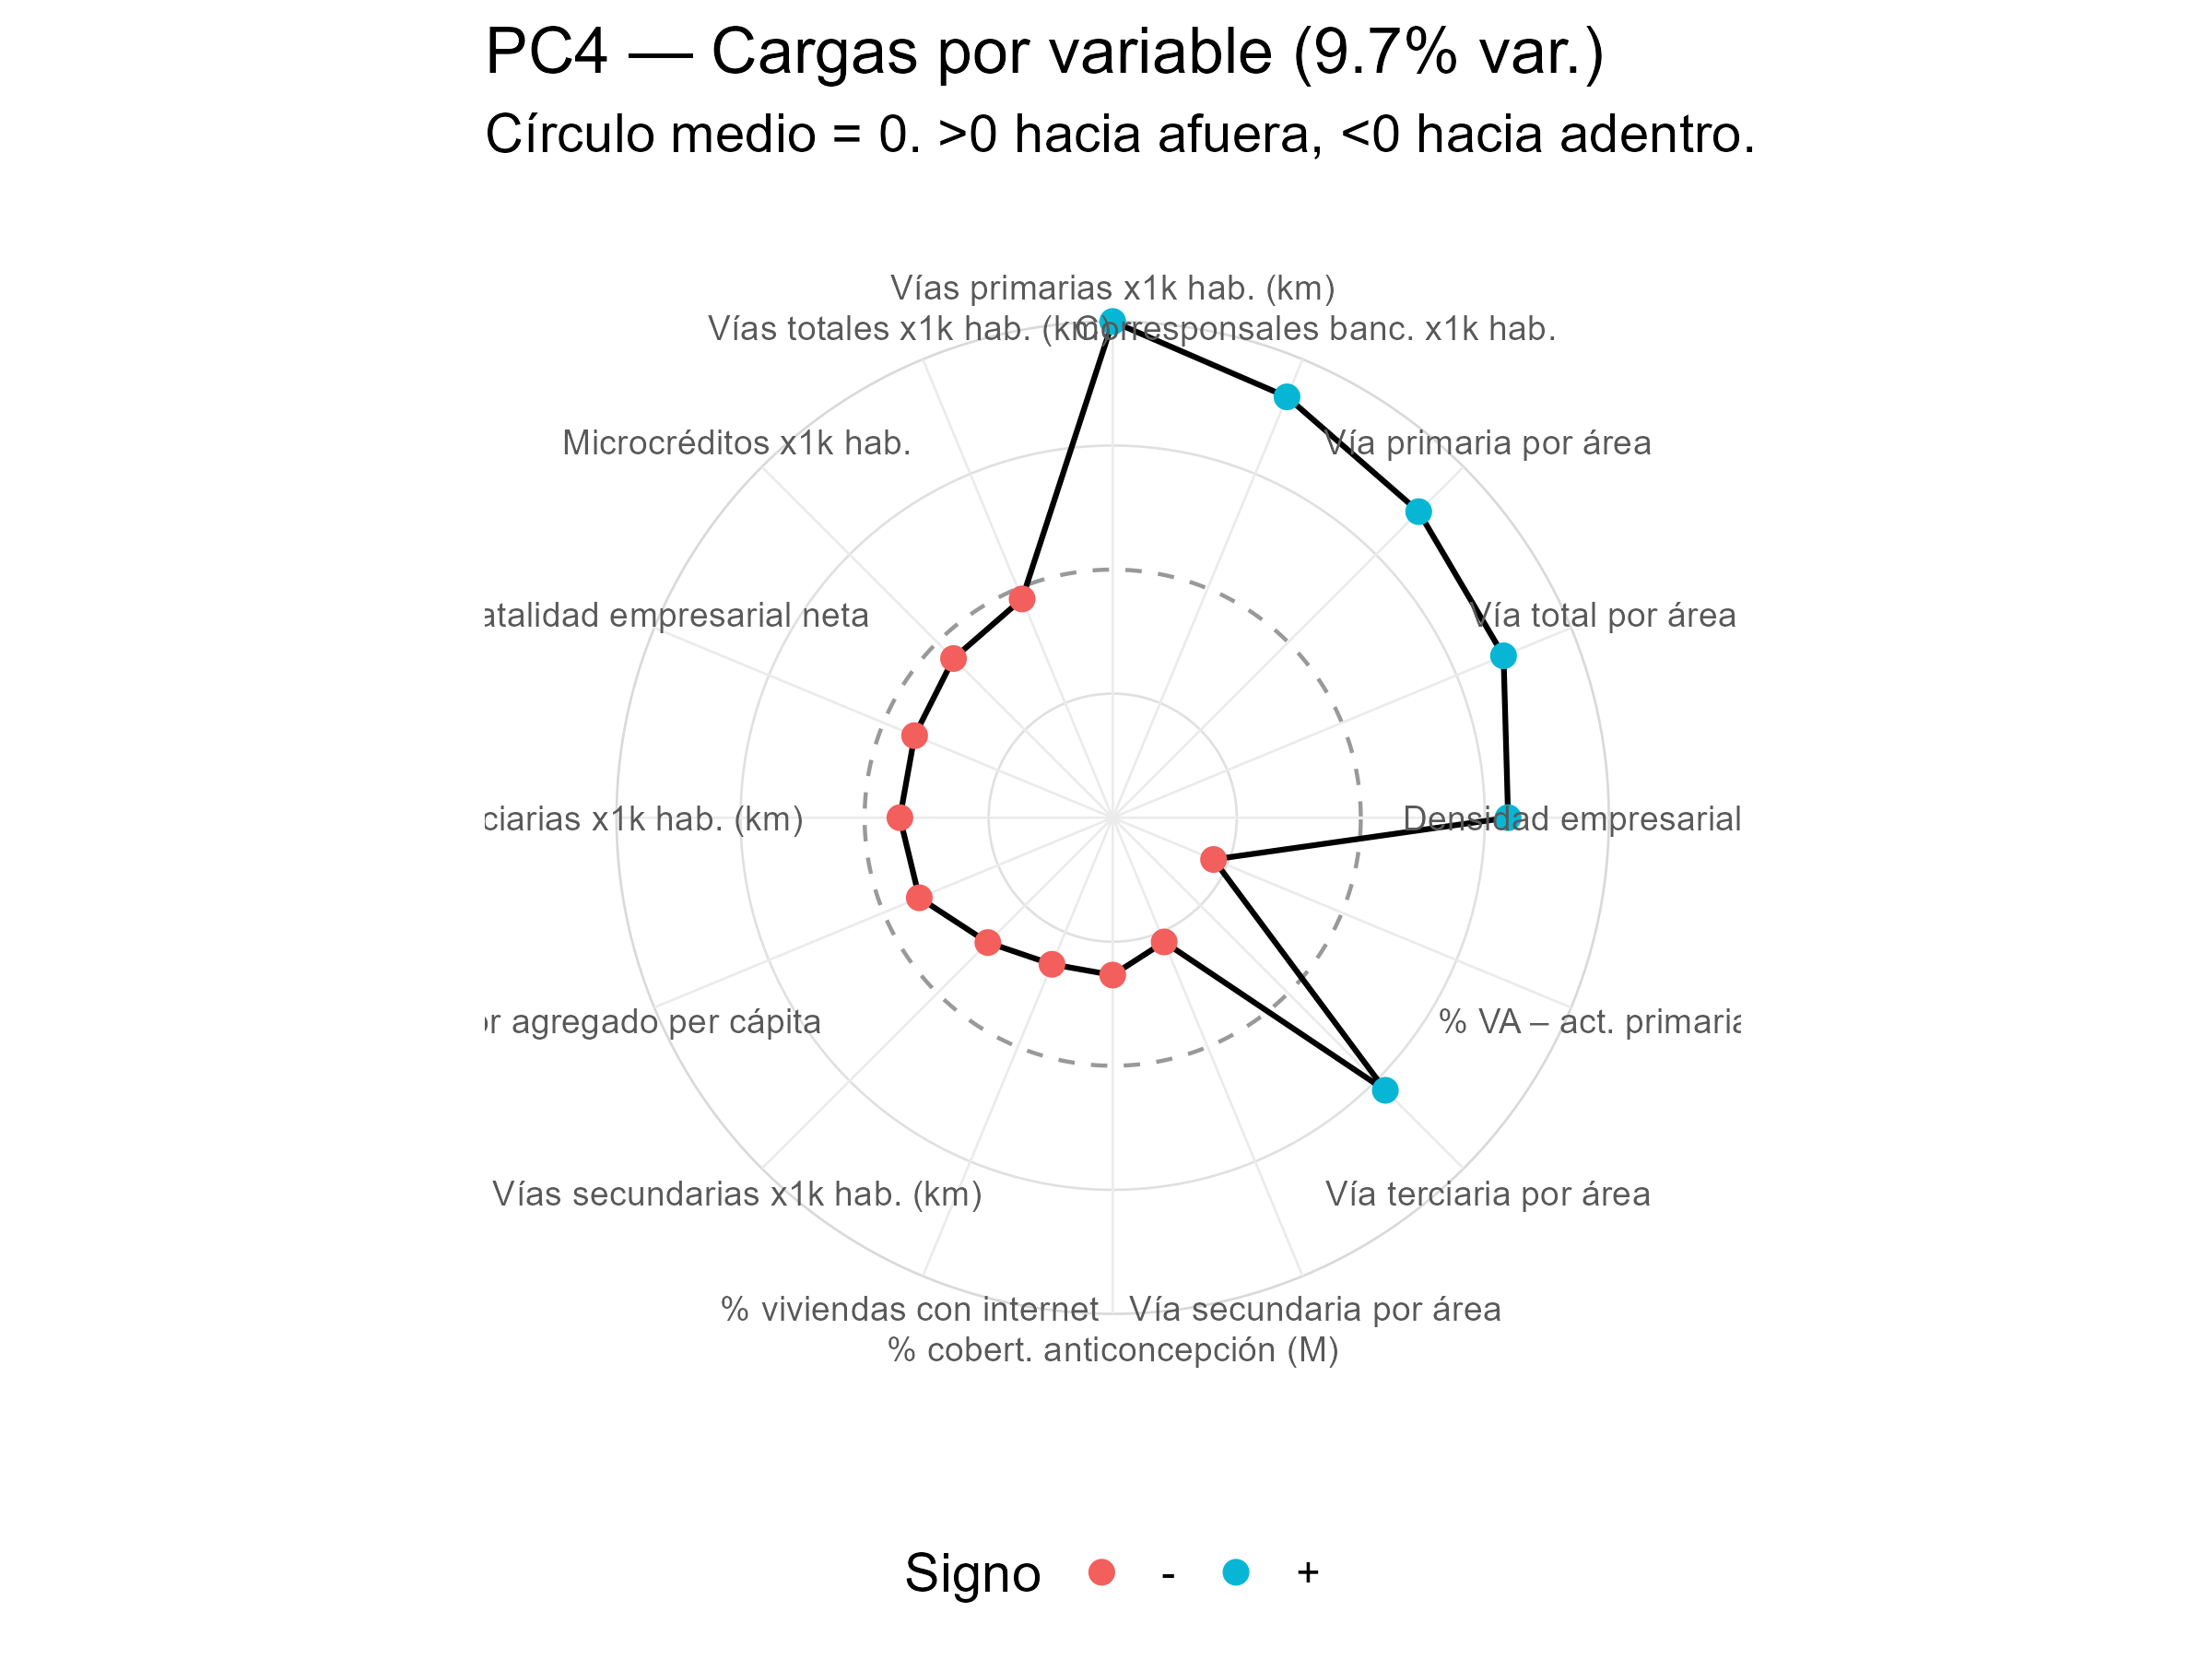 PC4 — Cargas por variable (9.7% var.)
Círculo medio = 0. >0 hacia afuera, <0 hacia adentro.
Vías primarias x1k hab. (km)
Vías totales x1k hab. (km)
Corresponsales banc. x1k hab.
Microcréditos x1k hab.
Vía primaria por área
atalidad empresarial neta
Vía total por área
ciarias x1k hab. (km)
Densidad empresarial
r agregado per cápita
% VA – act. primaria
Vías secundarias x1k hab. (km)
Vía terciaria por área
% viviendas con internet
Vía secundaria por área
% cobert. anticoncepción (M)
Signo - +